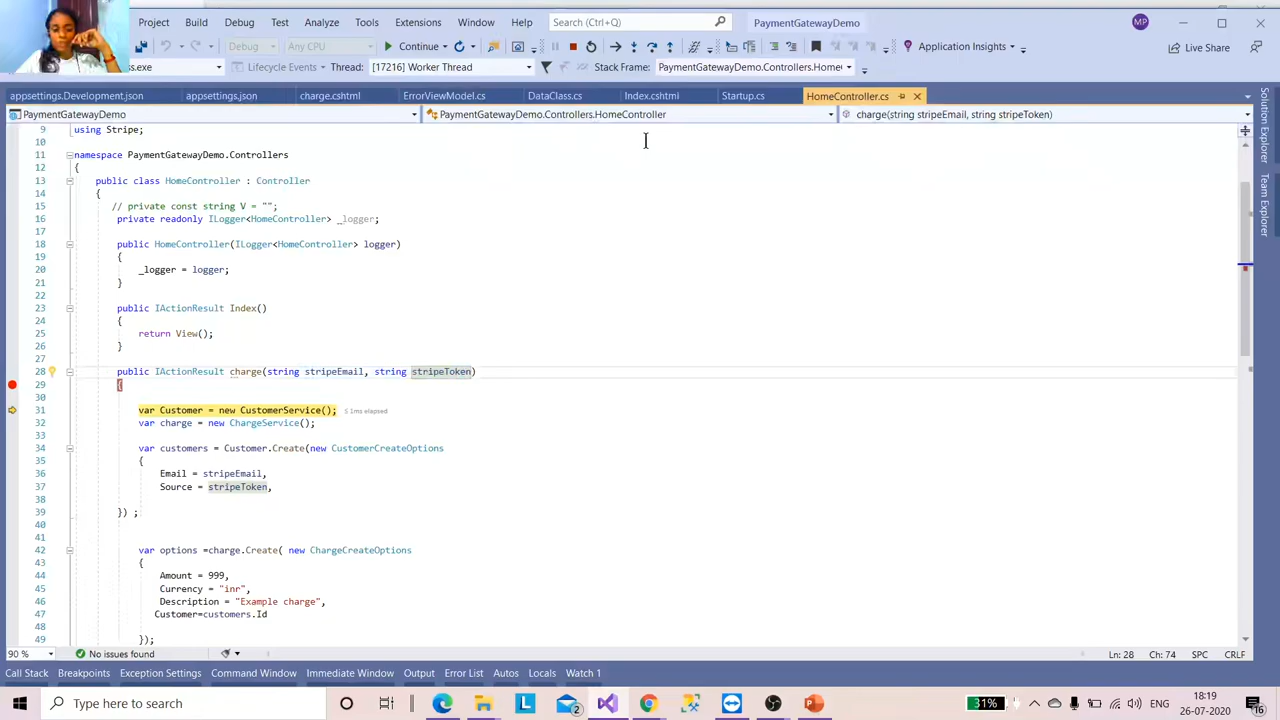 Project Build Debug Test Analyze Tools Extensions Window Help Search (Ctrl+Q) PaymentGatewayDemo MP
Debug Any CPU Continue Application Insights Live Share
s.exe Lifecycle Events Thread: [17216] Worker Thread Stack Frame: PaymentGatewayDemo.Controllers.Home
appsettings.Development.json appsettings.json charge.cshtml ErrorViewModel.cs DataClass.cs Index.cshtml Startup.cs HomeController.cs
PaymentGatewayDemo PaymentGatewayDemo.Controllers.HomeController charge(string stripeEmail, string stripeToken)
9 using Stripe;
10
11 namespace PaymentGatewayDemo.Controllers
12 {
13 public class HomeController : Controller
14 {
15 // private const string V = "";
16 private readonly ILogger<HomeController> _logger;
17
18 public HomeController(ILogger<HomeController> logger)
19 {
20 _logger = logger;
21 }
22
23 public IActionResult Index()
24 {
25 return View();
26 }
27
28 public IActionResult charge(string stripeEmail, string stripeToken)
29 {
30
31 var Customer = new CustomerService(); ≤ 1ms elapsed
32 var charge = new ChargeService();
33
34 var customers = Customer.Create(new CustomerCreateOptions
35 {
36 Email = stripeEmail,
37 Source = stripeToken,
38
39 }) ;
40
41
42 var options =charge.Create( new ChargeCreateOptions
43 {
44 Amount = 999,
45 Currency = "inr",
46 Description = "Example charge",
47 Customer=customers.Id
48
49 });
Solution Explorer
Team Explorer
90 % No issues found Ln: 28 Ch: 74 SPC CRLF
Call Stack Breakpoints Exception Settings Command Window Immediate Window Output Error List Autos Locals Watch 1
Type here to search L 2 31% ENG 18:19
26-07-2020 16